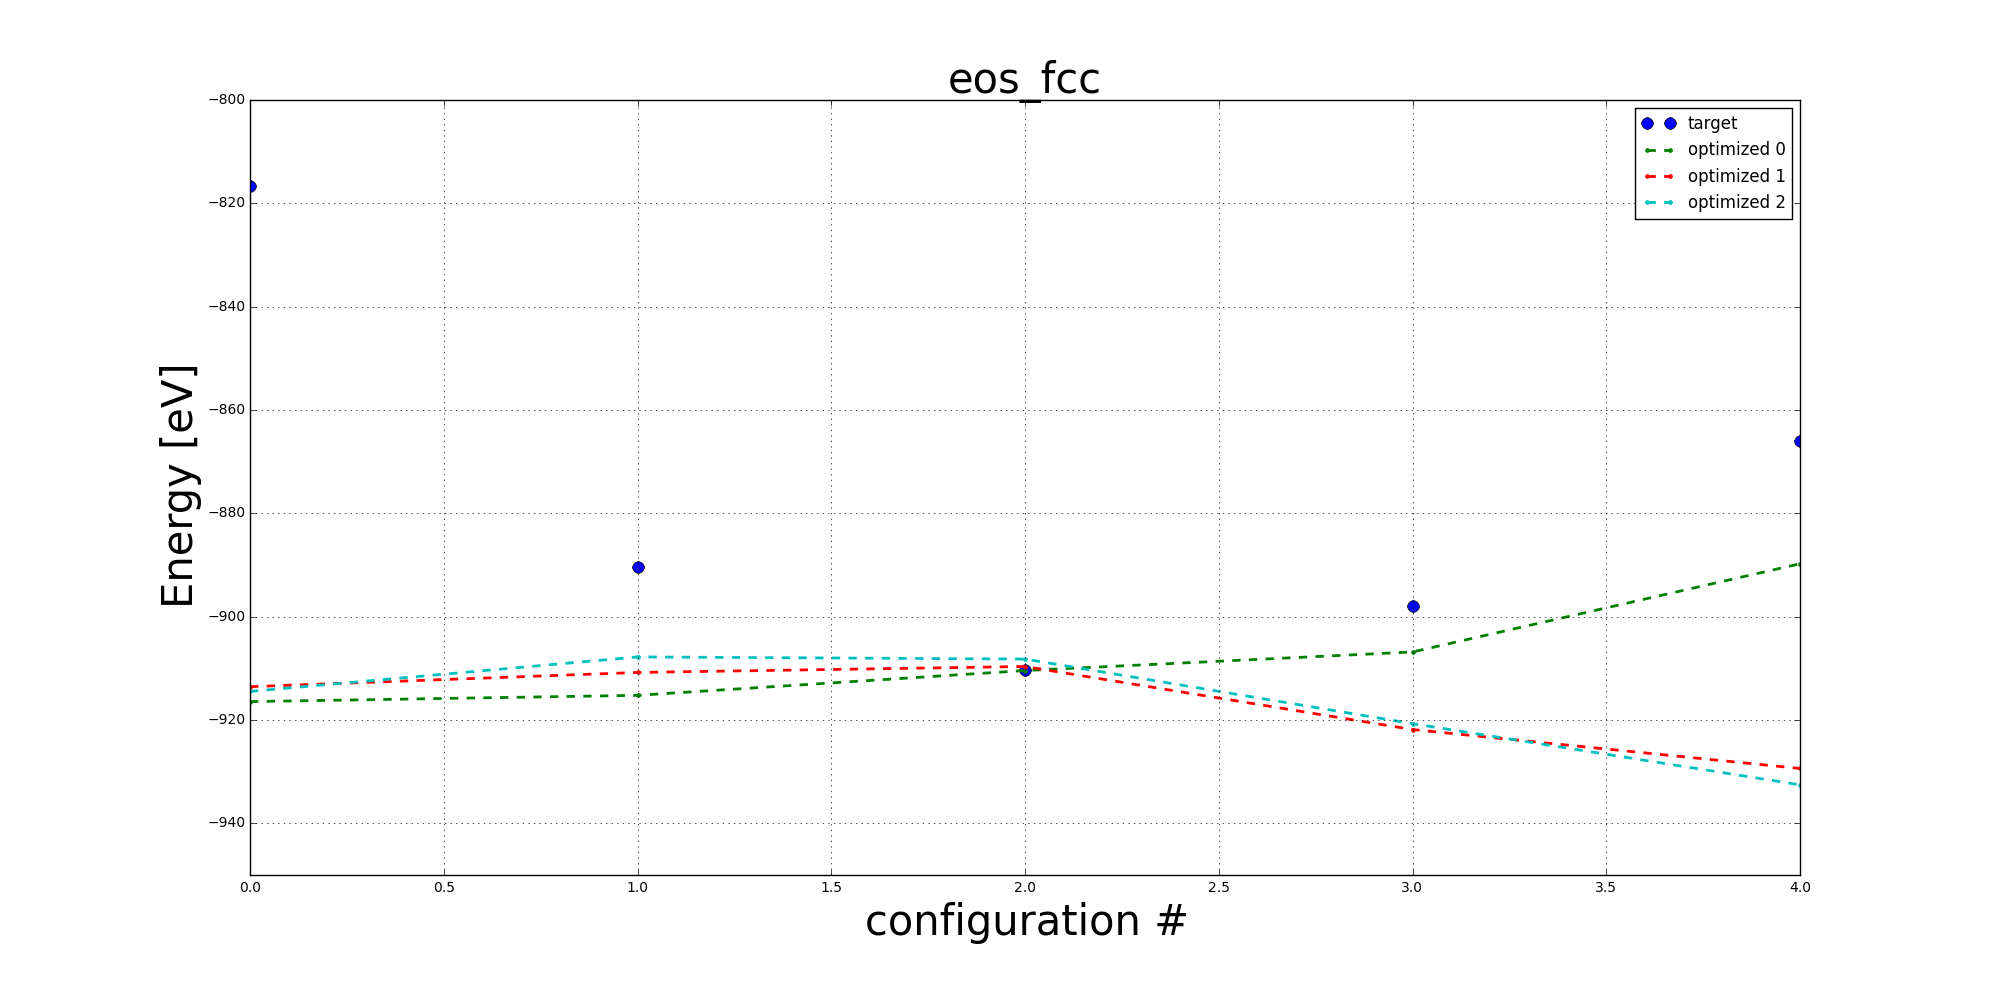 eos_fcc
−800
−820
−840
−860
−880
−900
−920
−940
Energy [eV]
target
optimized 0
optimized 1
optimized 2
0.0 0.5 1.0 1.5 2.0 2.5 3.0 3.5 4.0
configuration #